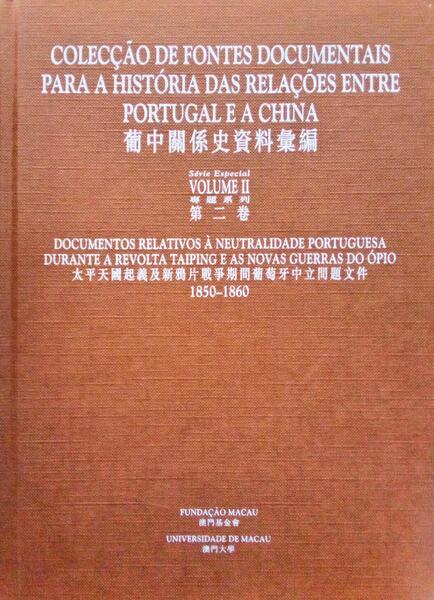 COLECÇÃO DE FONTES DOCUMENTAIS
PARA A HISTÓRIA DAS RELAÇÕES ENTRE
PORTUGAL E A CHINA
葡中關係史資料彙編
Série Especial
VOLUME II
專題系列
第二卷
DOCUMENTOS RELATIVOS À NEUTRALIDADE PORTUGUESA
DURANTE A REVOLTA TAIPING E AS NOVAS GUERRAS DO ÓPIO
太平天國起義及新鴉片戰爭期間葡萄牙中立問題文件
1850–1860
FUNDAÇÃO MACAU
澳門基金會
UNIVERSIDADE DE MACAU
澳門大學